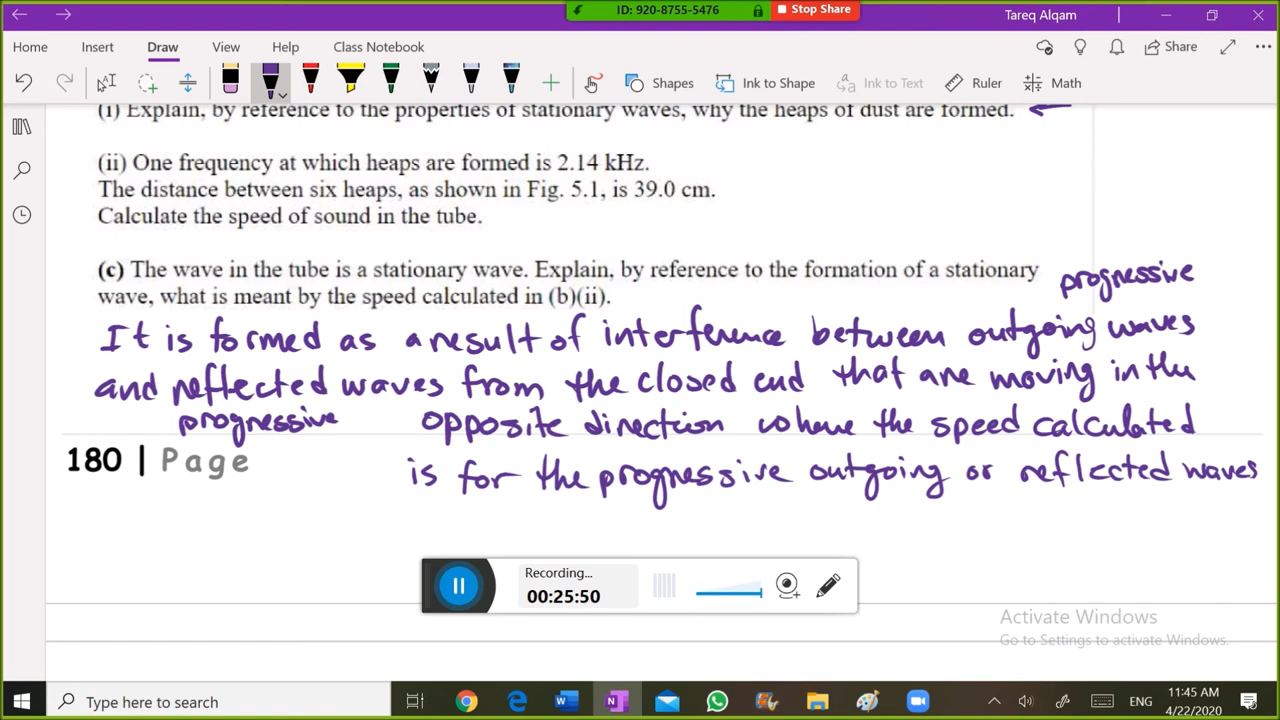 ID: 920-8755-5476
Stop Share
Tareq Alqam
Home Insert Draw View Help Class Notebook
Share
Shapes Ink to Shape Ink to Text Ruler Math
(i) Explain, by reference to the properties of stationary waves, why the heaps of dust are formed.
(ii) One frequency at which heaps are formed is 2.14 kHz.
The distance between six heaps, as shown in Fig. 5.1, is 39.0 cm.
Calculate the speed of sound in the tube.
(c) The wave in the tube is a stationary wave. Explain, by reference to the formation of a stationary
wave, what is meant by the speed calculated in (b)(ii).
progressive
It is formed as a result of interference between outgoing waves
and reflected waves from the closed end that are moving in the
progressive
opposite direction where the speed calculated
is for the progressive outgoing or reflected waves
180 | Page
Recording...
00:25:50
Activate Windows
Go to Settings to activate Windows.
Type here to search
ENG
11:45 AM
4/22/2020